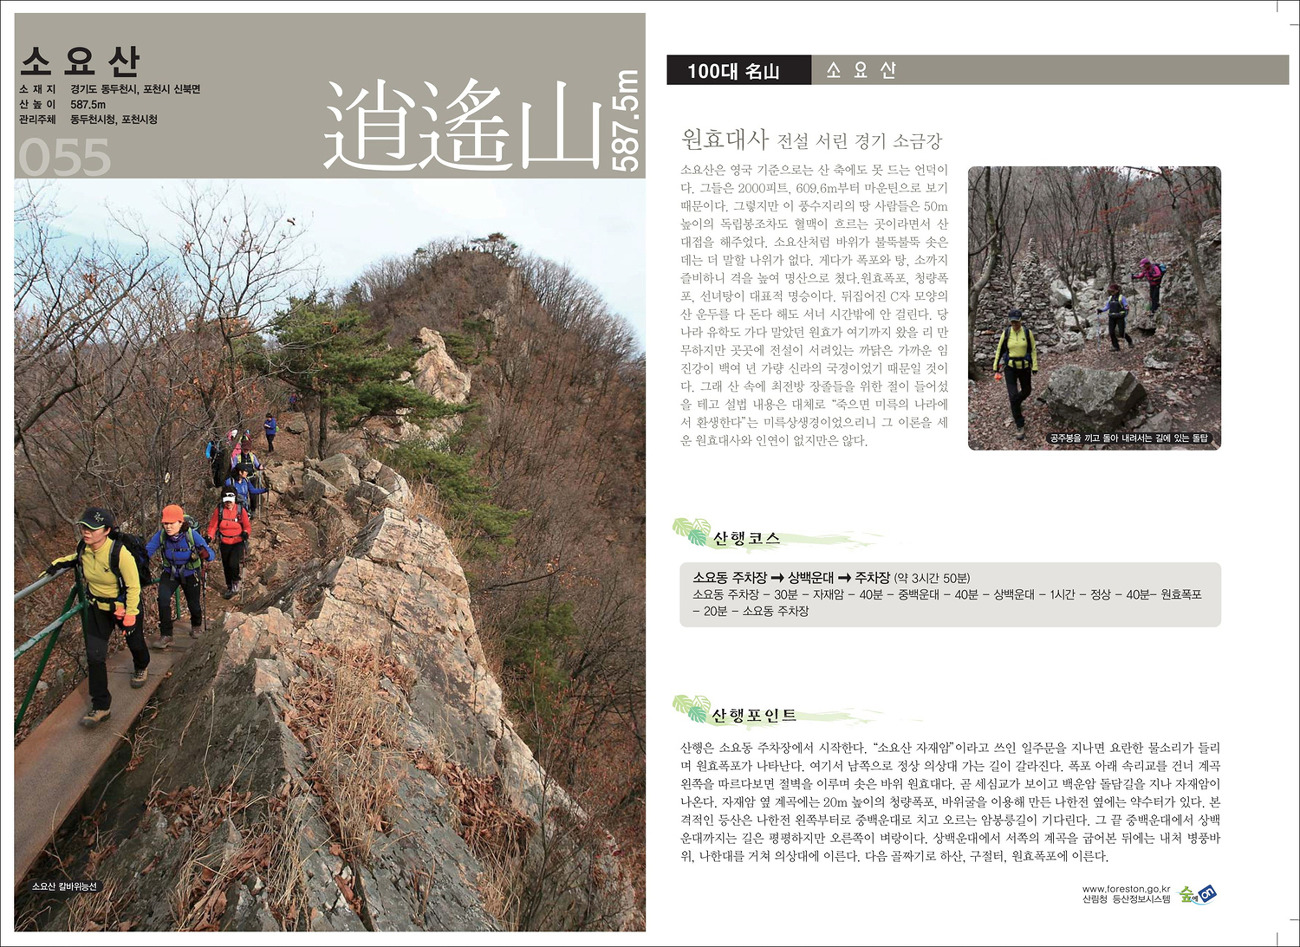 소요산
소 재 지 경기도 동두천시, 포천시 신북면
산 높 이 587.5m
관리주체 동두천시청, 포천시청
055
逍遙山
587.5m
소요산 칼바위능선
100대 名山 소 요 산
원효대사 전설 서린 경기 소금강
소요산은 영국 기준으로는 산 축에도 못 드는 언덕이
다. 그들은 2000피트, 609.6m부터 마운틴으로 보기
때문이다. 그렇지만 이 풍수지리의 땅 사람들은 50m
높이의 독립봉조차도 혈맥이 흐르는 곳이라면서 산
대접을 해주었다. 소요산처럼 바위가 불뚝불뚝 솟은
데는 더 말할 나위가 없다. 게다가 폭포와 탕, 소까지
즐비하니 격을 높여 명산으로 쳤다.원효폭포, 청량폭
포, 선녀탕이 대표적 명승이다. 뒤집어진 C자 모양의
산 운두를 다 돈다 해도 서너 시간밖에 안 걸린다. 당
나라 유학도 가다 말았던 원효가 여기까지 왔을 리 만
무하지만 곳곳에 전설이 서려있는 까닭은 가까운 임
진강이 백여 년 가량 신라의 국경이었기 때문일 것이
다. 그래 산 속에 최전방 장졸들을 위한 절이 들어섰
을 테고 설법 내용은 대체로 “죽으면 미륵의 나라에
서 환생한다”는 미륵상생경이었으리니 그 이론을 세
운 원효대사와 인연이 없지만은 않다.
공주봉을 끼고 돌아 내려서는 길에 있는 돌탑
산행코스
소요동 주차장 ➡ 상백운대 ➡ 주차장 (약 3시간 50분)
소요동 주차장 – 30분 – 자재암 – 40분 – 중백운대 – 40분 – 상백운대 – 1시간 – 정상 – 40분– 원효폭포
– 20분 – 소요동 주차장
산행포인트
산행은 소요동 주차장에서 시작한다. “소요산 자재암”이라고 쓰인 일주문을 지나면 요란한 물소리가 들리
며 원효폭포가 나타난다. 여기서 남쪽으로 정상 의상대 가는 길이 갈라진다. 폭포 아래 속리교를 건너 계곡
왼쪽을 따르다보면 절벽을 이루며 솟은 바위 원효대다. 곧 세심교가 보이고 백운암 돌담길을 지나 자재암이
나온다. 자재암 옆 계곡에는 20m 높이의 청량폭포, 바위굴을 이용해 만든 나한전 옆에는 약수터가 있다. 본
격적인 등산은 나한전 왼쪽부터로 중백운대로 치고 오르는 암봉릉길이 기다린다. 그 끝 중백운대에서 상백
운대까지는 길은 평평하지만 오른쪽이 벼랑이다. 상백운대에서 서쪽의 계곡을 굽어본 뒤에는 내처 병풍바
위, 나한대를 거쳐 의상대에 이른다. 다음 골짜기로 하산, 구절터, 원효폭포에 이른다.
www.foreston.go.kr
산림청 등산정보시스템
숲에on